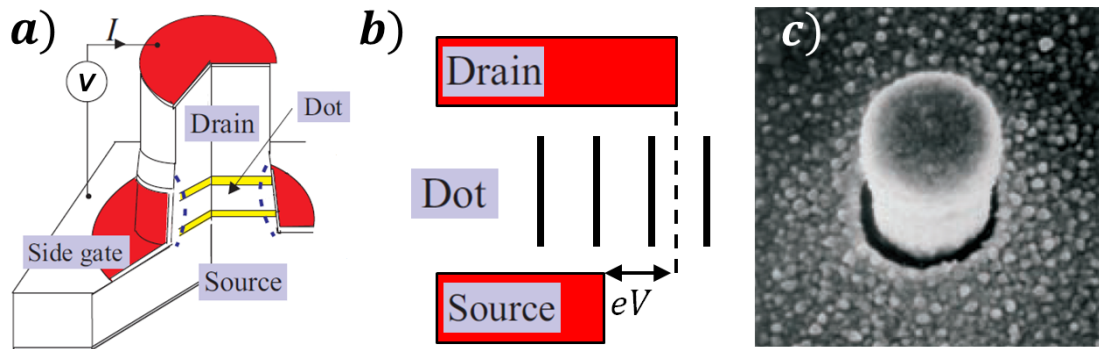 a)
I
V
Dot
Drain
Side gate
Source
b)
Drain
Dot
eV
Source
c)